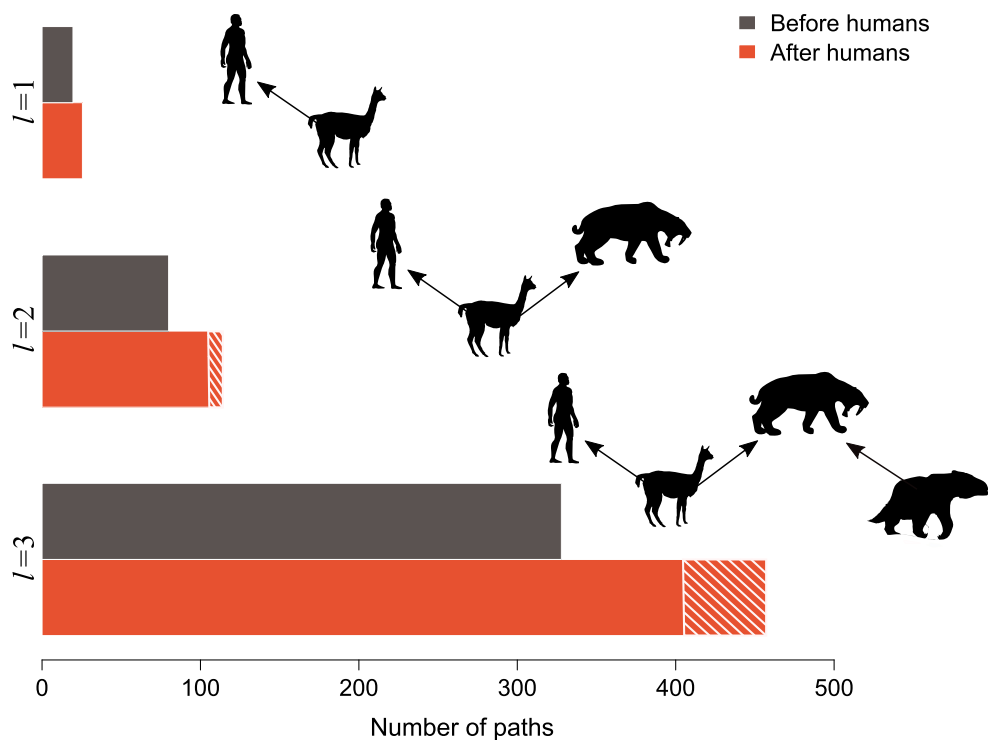 Before humans
After humans
l=1
l=2
l=3
0 100 200 300 400 500
Number of paths